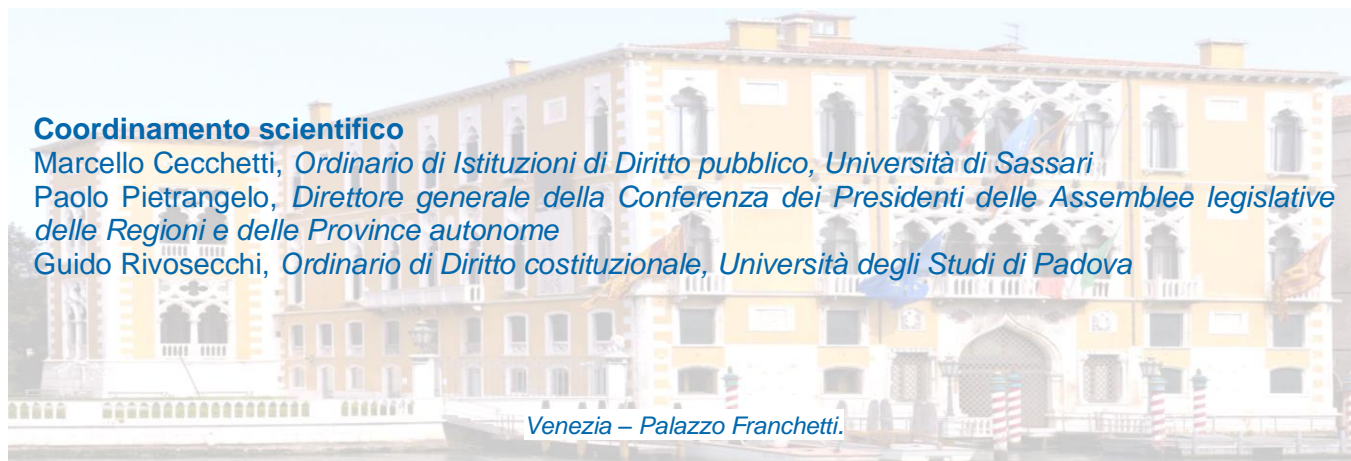 Coordinamento scientifico
Marcello Cecchetti, Ordinario di Istituzioni di Diritto pubblico, Università di Sassari
Paolo Pietrangelo, Direttore generale della Conferenza dei Presidenti delle Assemblee legislative
delle Regioni e delle Province autonome
Guido Rivosecchi, Ordinario di Diritto costituzionale, Università degli Studi di Padova
Venezia – Palazzo Franchetti.